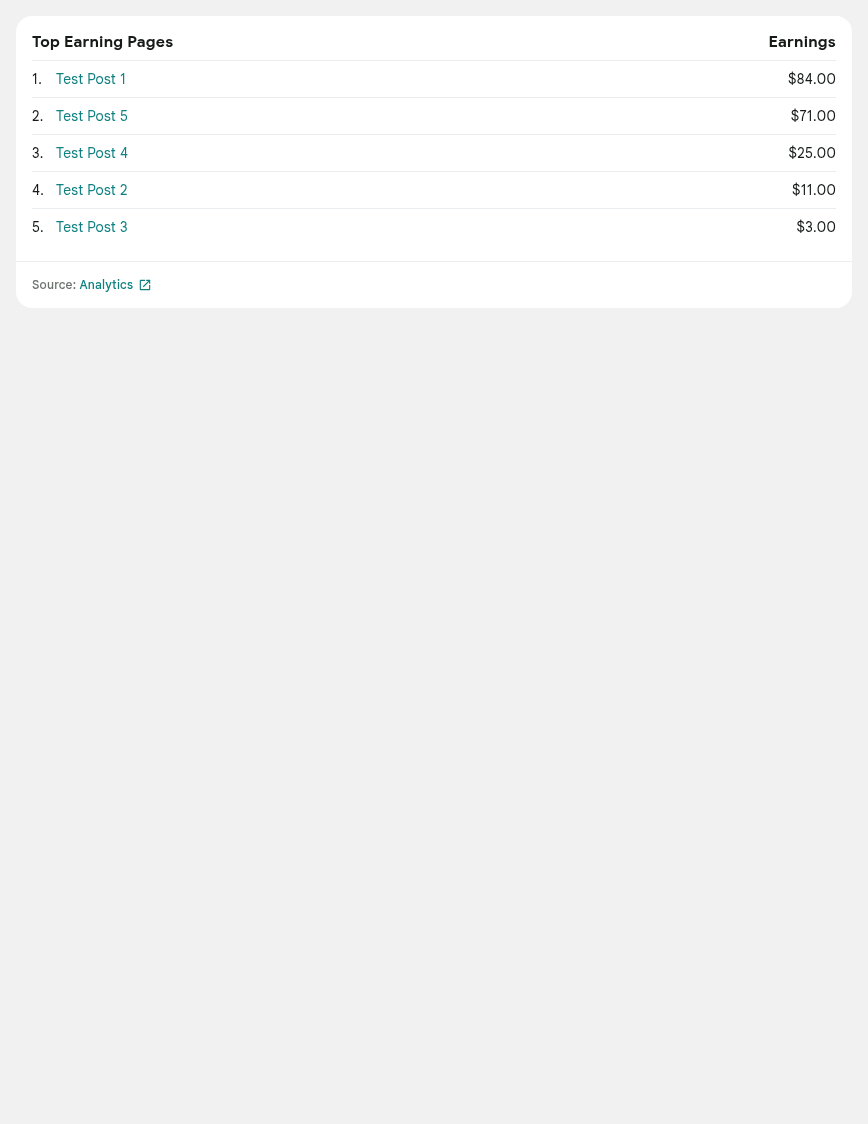 Top Earning Pages Earnings
1. Test Post 1 $84.00
2. Test Post 5 $71.00
3. Test Post 4 $25.00
4. Test Post 2 $11.00
5. Test Post 3 $3.00
Source: Analytics